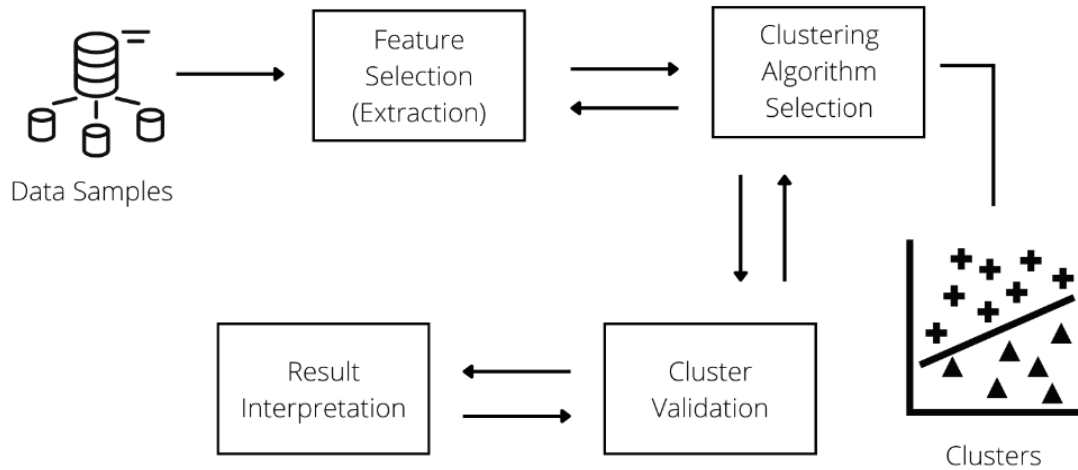 Feature
Selection
(Extraction)
Clustering
Algorithm
Selection
Data Samples
Result
Interpretation
Cluster
Validation
Clusters